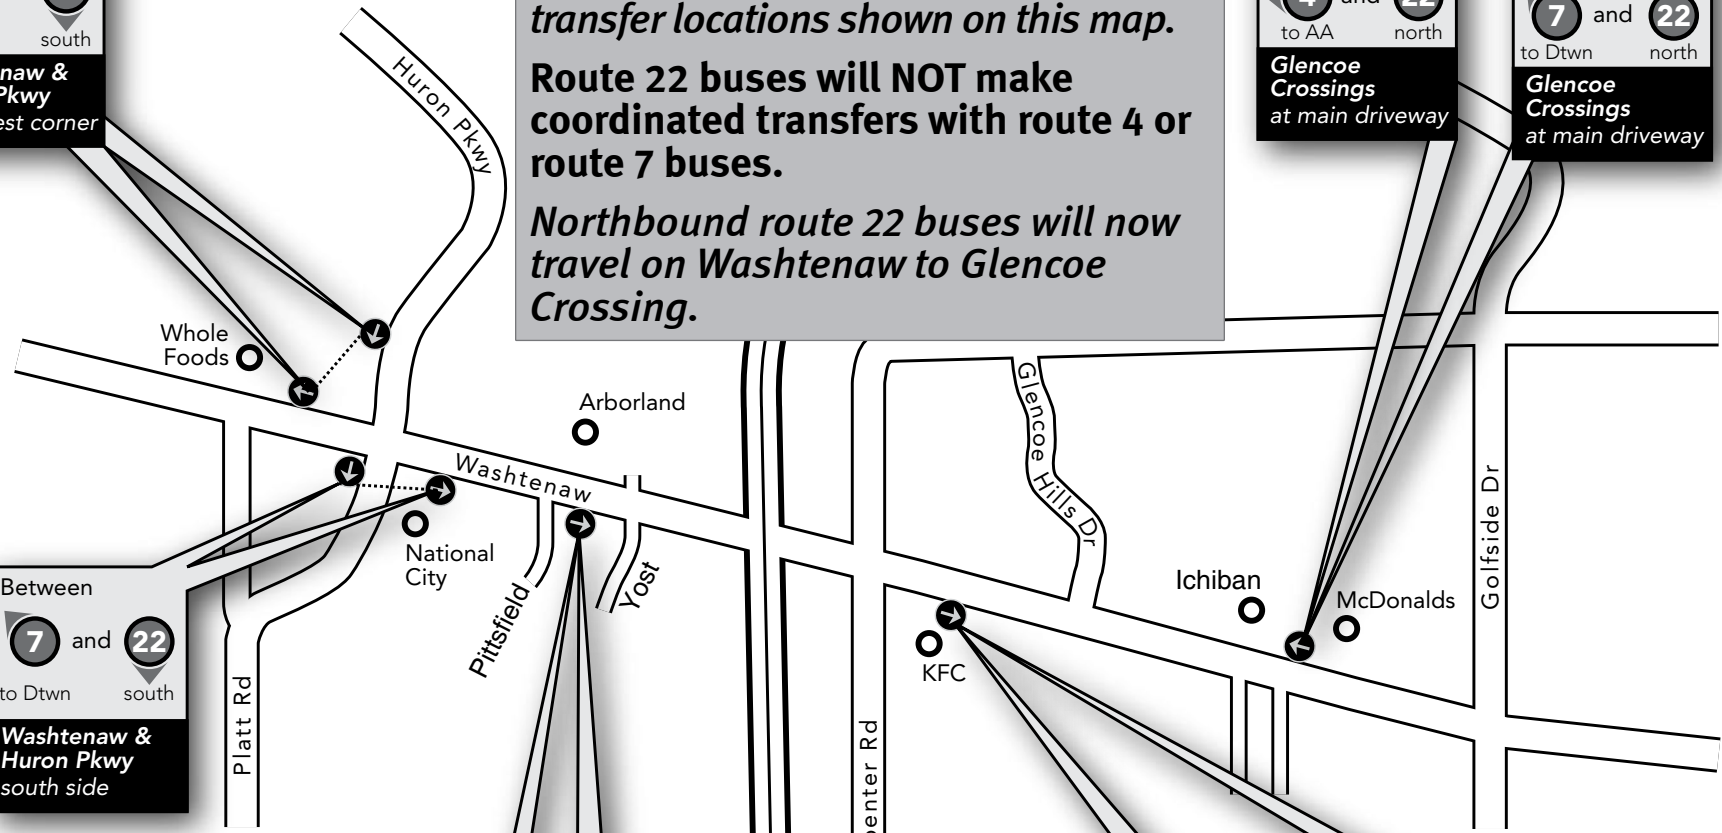 south
naw &
Pkwy
est corner
transfer locations shown on this map.
Route 22 buses will NOT make
coordinated transfers with route 4 or
route 7 buses.
Northbound route 22 buses will now
travel on Washtenaw to Glencoe
Crossing.
4 and 22
to AA north
Glencoe
Crossings
at main driveway
7 and 22
to Dtwn north
Glencoe
Crossings
at main driveway
Huron Pkwy
Whole
Foods
Arborland
Washtenaw
National
City
Pittsfield
Yost
Glencoe Hills Dr
Golfside Dr
Ichiban
McDonalds
KFC
Between
7 and 22
to Dtwn south
Washtenaw &
Huron Pkwy
south side
Platt Rd
penter Rd